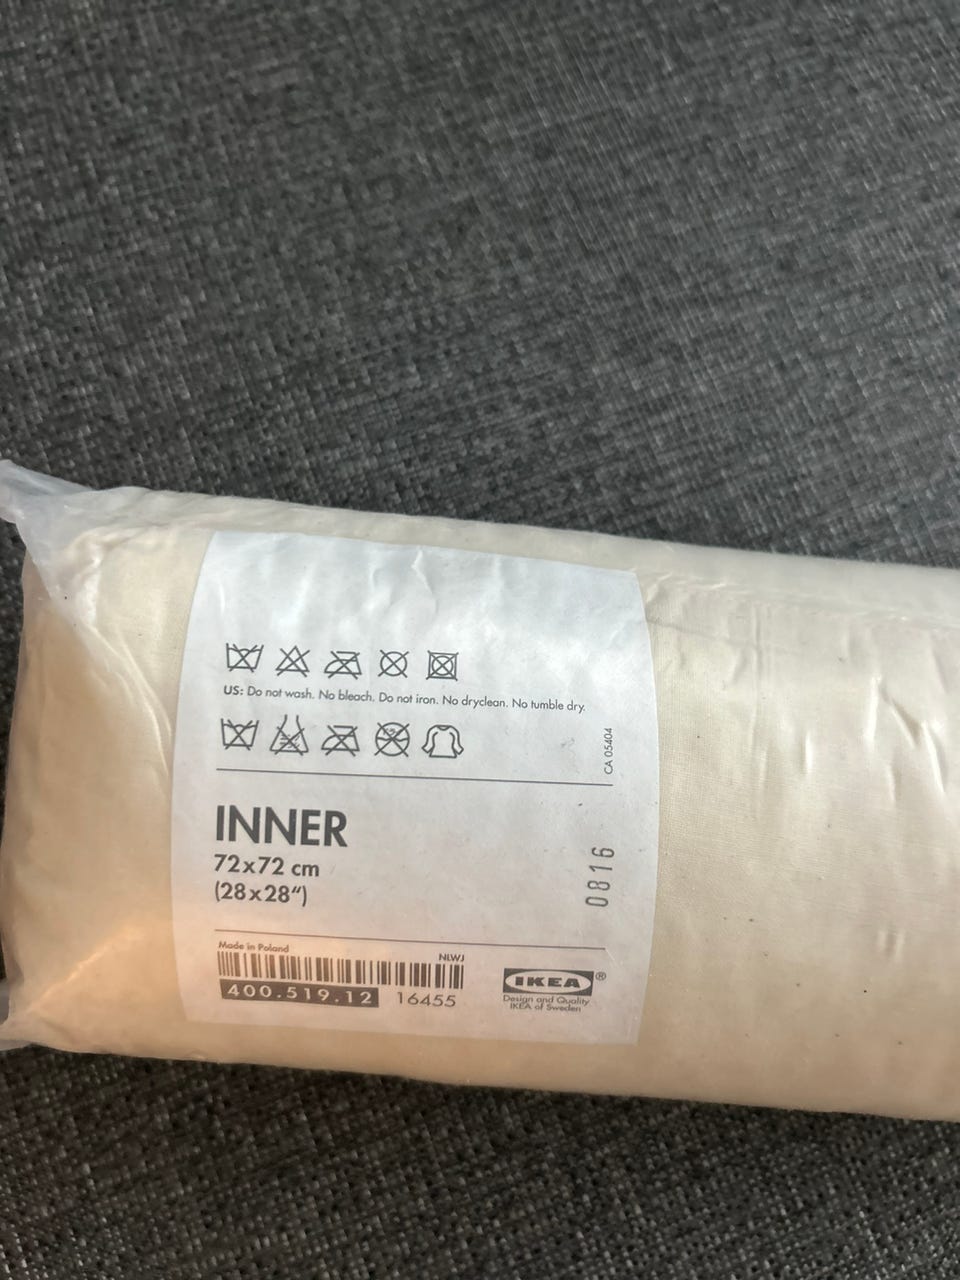 US: Do not wash. No bleach. Do not iron. No dryclean. No tumble dry.
CA 05404
INNER
72x72 cm
(28x28")
0816
Made in Poland
NLWJ
400.519.12 16455
IKEA®
Design and Quality
IKEA of Sweden